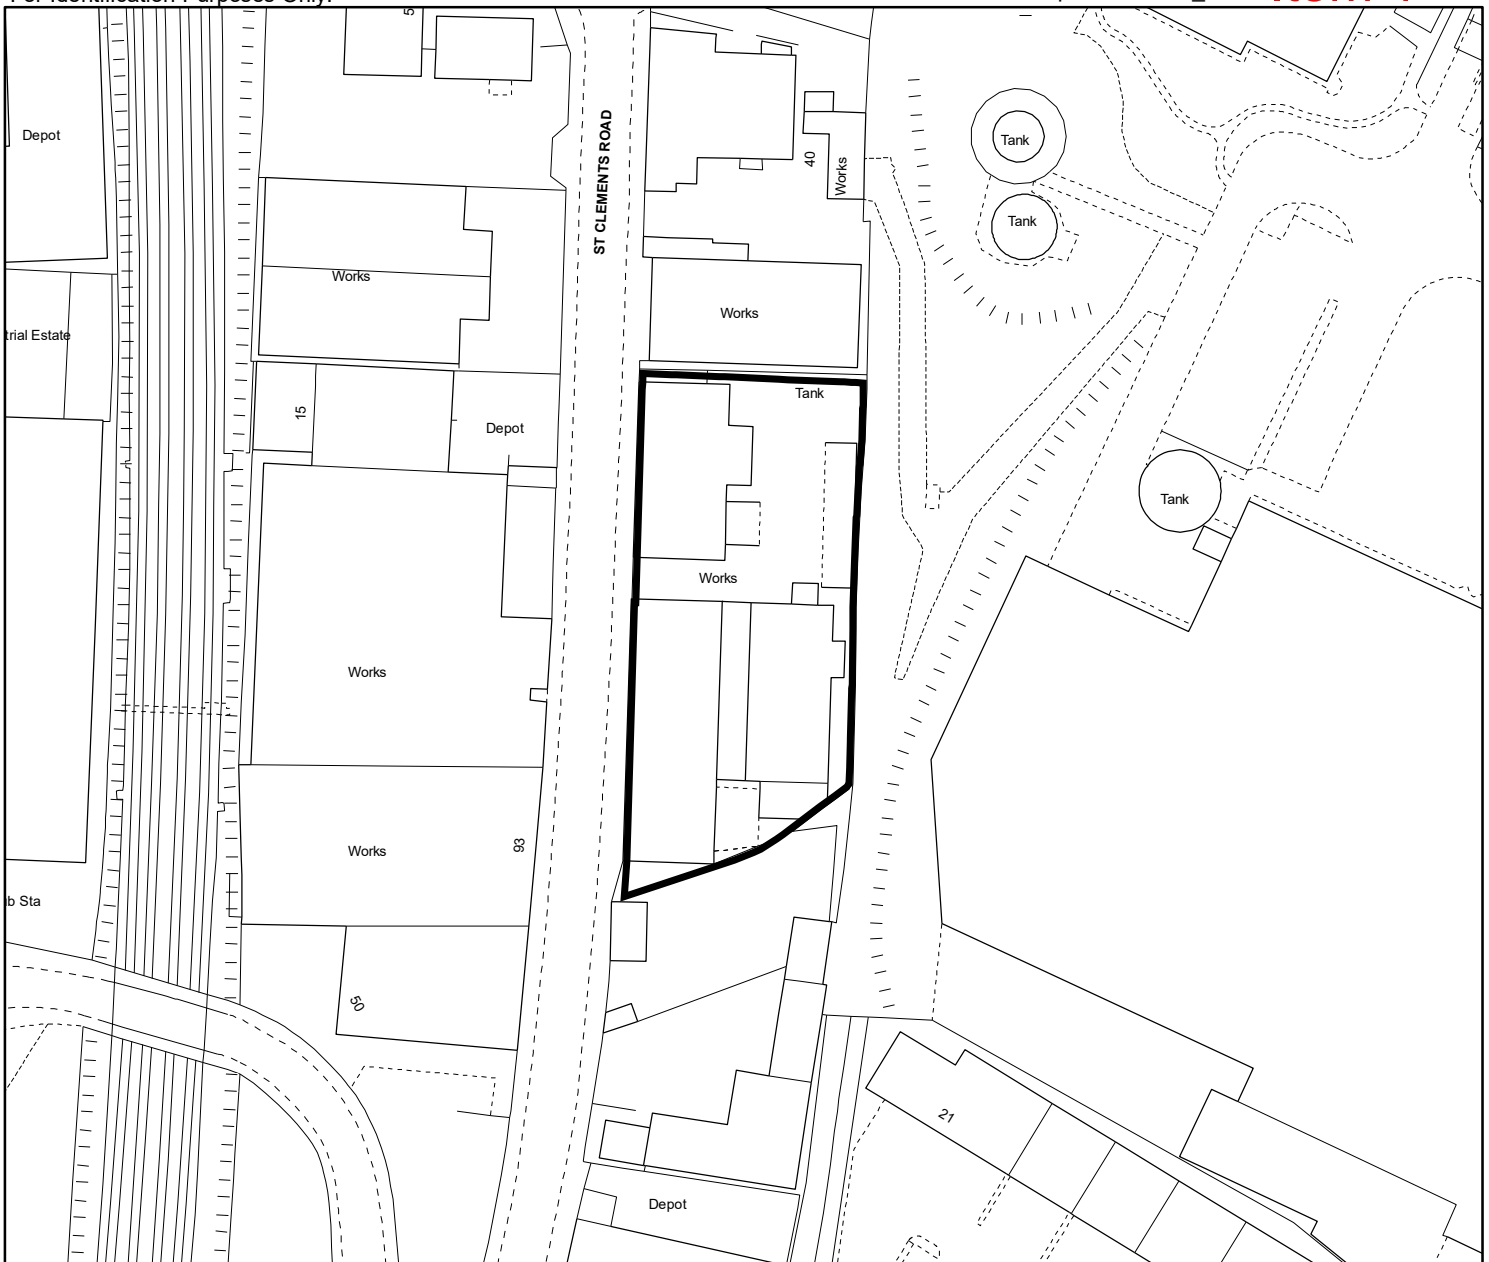 For Identification Purposes Only.
Depot
ST CLEMENTS ROAD
40
Works
Tank
Tank
Works
Works
trial Estate
Tank
15
Depot
Tank
Works
Works
Works
93
b Sta
50
21
Depot